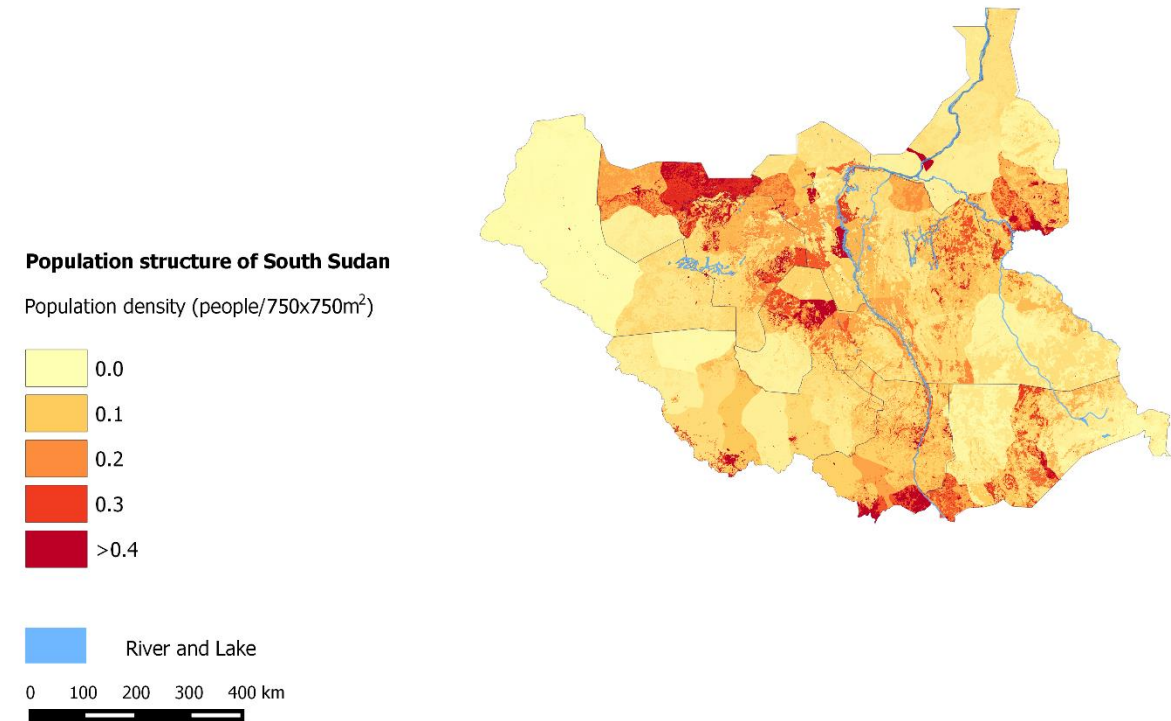 Population structure of South Sudan
Population density (people/750x750m²)
0.0
0.1
0.2
0.3
>0.4
River and Lake
0 100 200 300 400 km